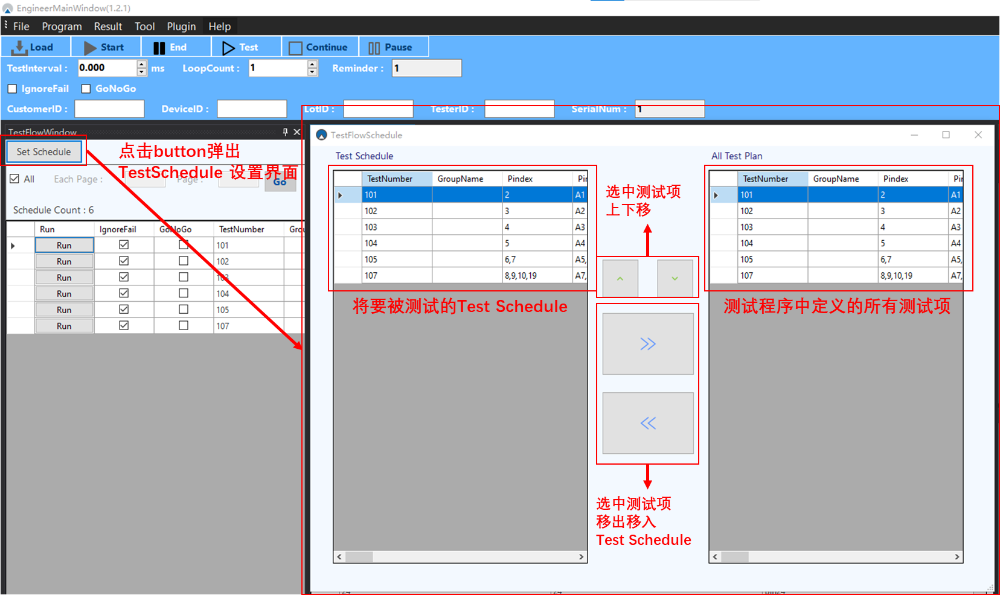 EngineerMainWindow(1.2.1)
File Program Result Tool Plugin Help
Load Start End Test Continue Pause
TestInterval : 0.000 ms LoopCount : 1 Reminder : 1
IgnoreFail GoNoGo
CustomerID : DeviceID : LotID : TesterID : SerialNum : 1
TestFlowWindow
Set Schedule
点击button弹出
TestSchedule 设置界面
All Each Page : Page : Go
Schedule Count : 6
Run IgnoreFail GoNoGo TestNumber Grou
Run 101
Run 102
Run 103
Run 104
Run 105
Run 107
TestFlowSchedule
Test Schedule
TestNumber GroupName Pindex Pir
101 2 A1
102 3 A2
103 4 A3
104 5 A4
105 6,7 A5,
107 8,9,10,19 A7,
将要被测试的Test Schedule
选中测试项
上下移
选中测试项
移出移入
Test Schedule
All Test Plan
TestNumber GroupName Pindex Pir
101 2 A1
102 3 A2
103 4 A3
104 5 A4
105 6,7 A5,
107 8,9,10,19 A7,
测试程序中定义的所有测试项